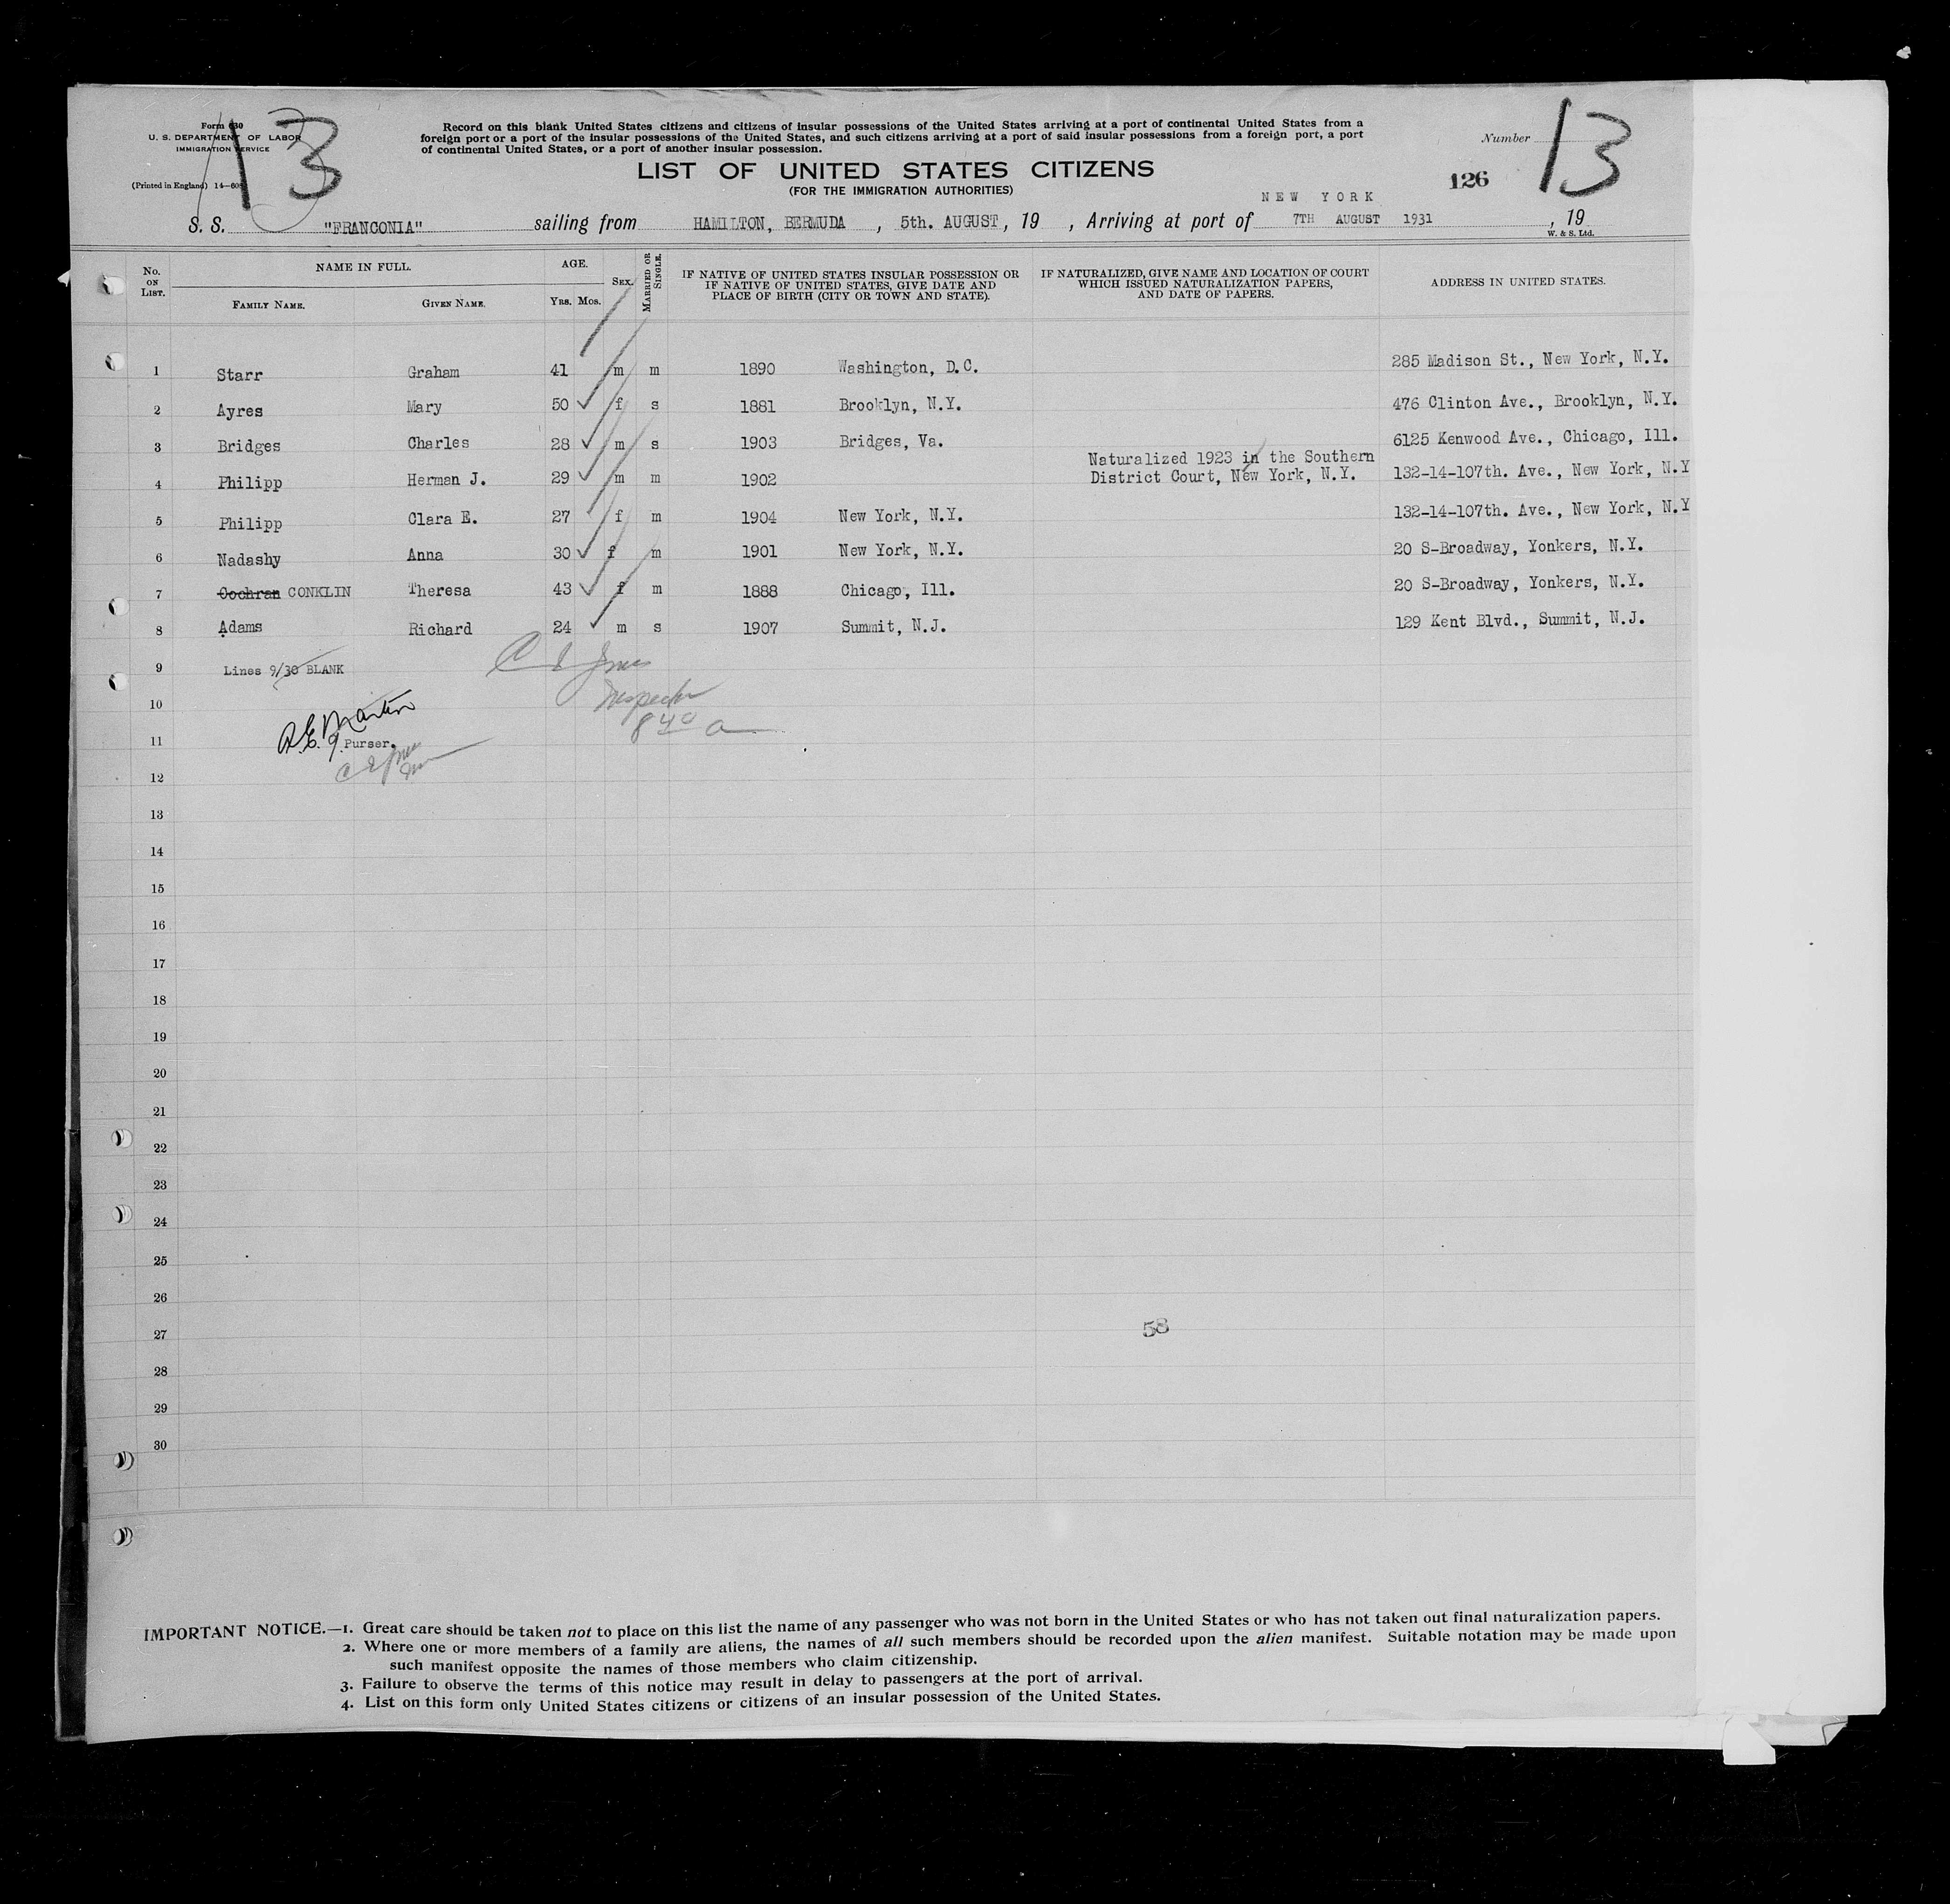 Form 630
U. S. DEPARTMENT OF LABOR
IMMIGRATION SERVICE
(Printed in England) 14—
13
Record on this blank United States citizens and citizens of insular possessions of the United States arriving at a port of continental United States from a
foreign port or a port of the insular possessions of the United States, and such citizens arriving at a port of said insular possessions from a foreign port, a port
of continental United States, or a port of another insular possession.
LIST OF UNITED STATES CITIZENS
(FOR THE IMMIGRATION AUTHORITIES)
Number 13
126
NEW YORK
S. S. "FRANCONIA" sailing from HAMILTON, BERMUDA , 5th. AUGUST, 19 , Arriving at port of 7TH AUGUST 1931 , 19
W. & S. Ltd.
No. ON LIST. NAME IN FULL. FAMILY NAME. GIVEN NAME. AGE. YRS. MOS. SEX. MARRIED OR SINGLE. IF NATIVE OF UNITED STATES INSULAR POSSESSION OR IF NATIVE OF UNITED STATES, GIVE DATE AND PLACE OF BIRTH (CITY OR TOWN AND STATE). IF NATURALIZED, GIVE NAME AND LOCATION OF COURT WHICH ISSUED NATURALIZATION PAPERS, AND DATE OF PAPERS. ADDRESS IN UNITED STATES.
1 Starr Graham 41 m m 1890 Washington, D.C. 285 Madison St., New York, N.Y.
2 Ayres Mary 50 f s 1881 Brooklyn, N.Y. 476 Clinton Ave., Brooklyn, N.Y.
3 Bridges Charles 28 m s 1903 Bridges, Va. 6125 Kenwood Ave., Chicago, Ill.
4 Philipp Herman J. 29 m m 1902 Naturalized 1923 in the Southern District Court, New York, N.Y. 132-14-107th. Ave., New York, N.Y
5 Philipp Clara E. 27 f m 1904 New York, N.Y. 132-14-107th. Ave., New York, N.Y
6 Nadashy Anna 30 f m 1901 New York, N.Y. 20 S-Broadway, Yonkers, N.Y.
7 Cochran CONKLIN Theresa 43 f m 1888 Chicago, Ill. 20 S-Broadway, Yonkers, N.Y.
8 Adams Richard 24 m s 1907 Summit, N.J. 129 Kent Blvd., Summit, N.J.
9 Lines 9/30 BLANK
Inspector
10
840 a
R.E. Martin
11 Purser.
12
13
14
15
16
17
18
19
20
21
22
23
24
25
26
27 58
28
29
30
IMPORTANT NOTICE.—1. Great care should be taken not to place on this list the name of any passenger who was not born in the United States or who has not taken out final naturalization papers.
2. Where one or more members of a family are aliens, the names of all such members should be recorded upon the alien manifest. Suitable notation may be made upon
such manifest opposite the names of those members who claim citizenship.
3. Failure to observe the terms of this notice may result in delay to passengers at the port of arrival.
4. List on this form only United States citizens or citizens of an insular possession of the United States.